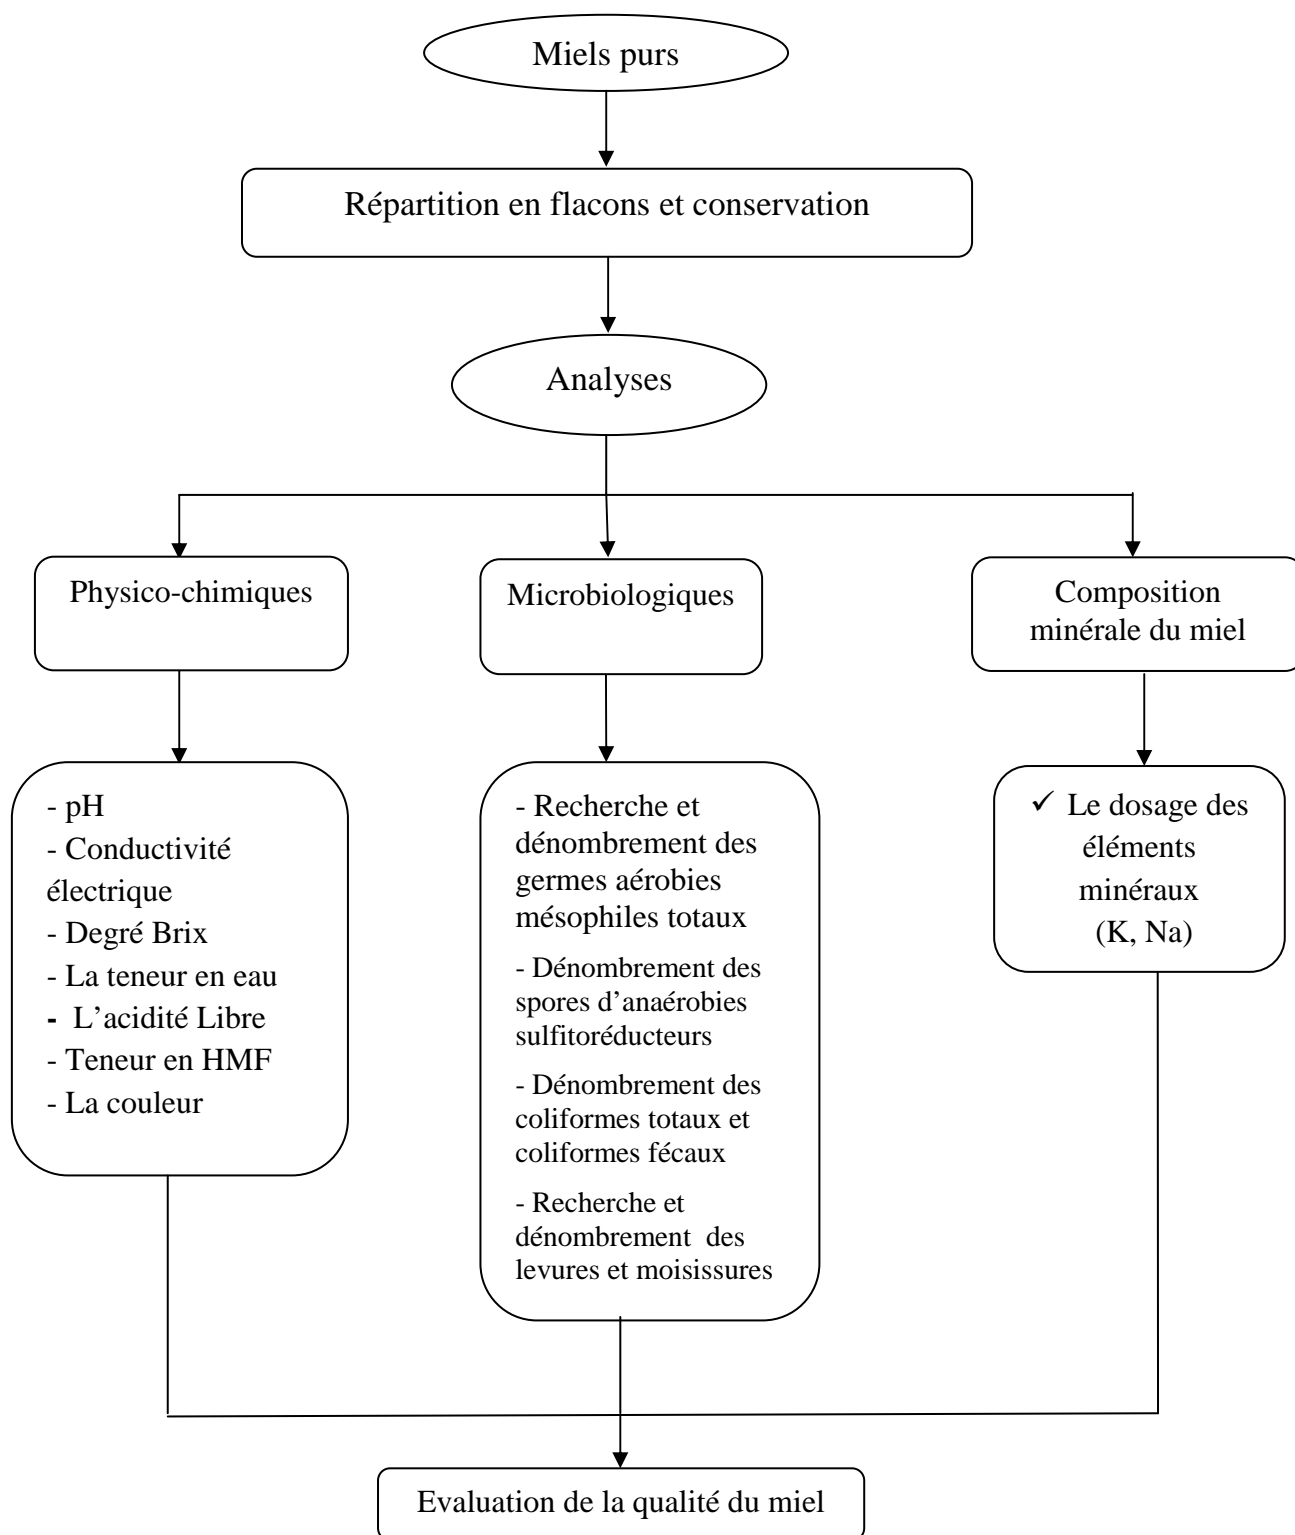 Miels purs
Répartition en flacons et conservation
Analyses
Physico-chimiques
Microbiologiques
Composition
minérale du miel
- pH
- Conductivité
électrique
- Degré Brix
- La teneur en eau
- L’acidité Libre
- Teneur en HMF
- La couleur
- Recherche et
dénombrement des
germes aérobies
mésophiles totaux
- Dénombrement des
spores d’anaérobies
sulfitoréducteurs
- Dénombrement des
coliformes totaux et
coliformes fécaux
- Recherche et
dénombrement des
levures et moisissures
✓ Le dosage des
éléments
minéraux
(K, Na)
Evaluation de la qualité du miel